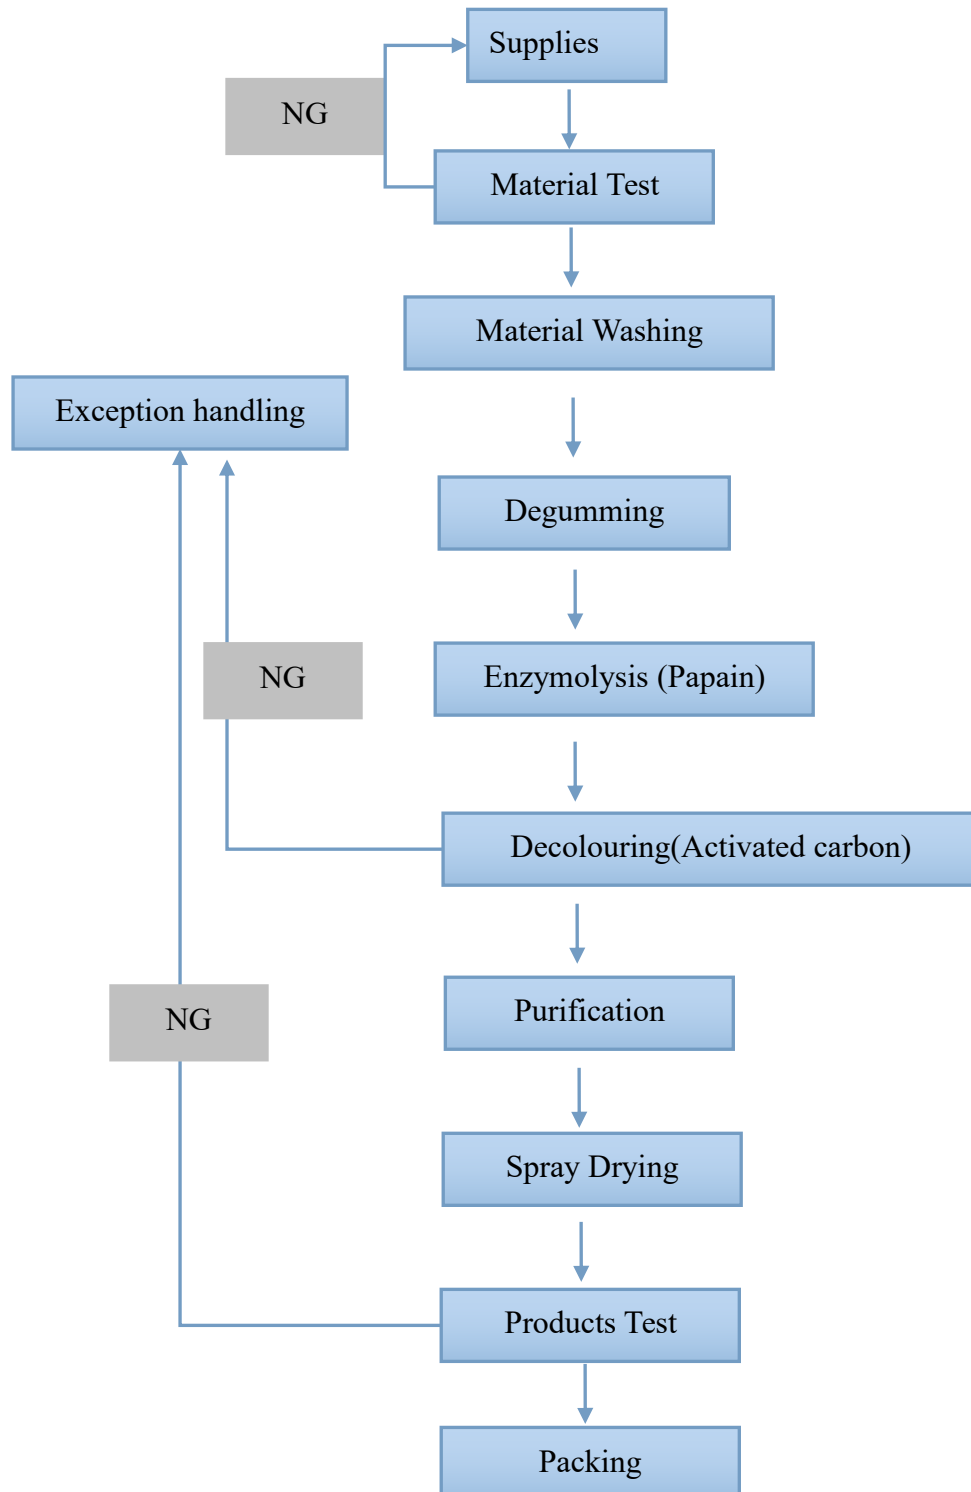 Supplies
NG
Material Test
Material Washing
Exception handling
Degumming
Enzymolysis (Papain)
NG
Decolouring(Activated carbon)
Purification
NG
Spray Drying
Products Test
Packing